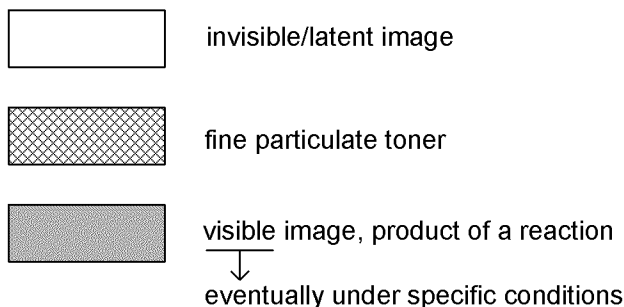 invisible/latent image
fine particulate toner
visible image, product of a reaction
eventually under specific conditions